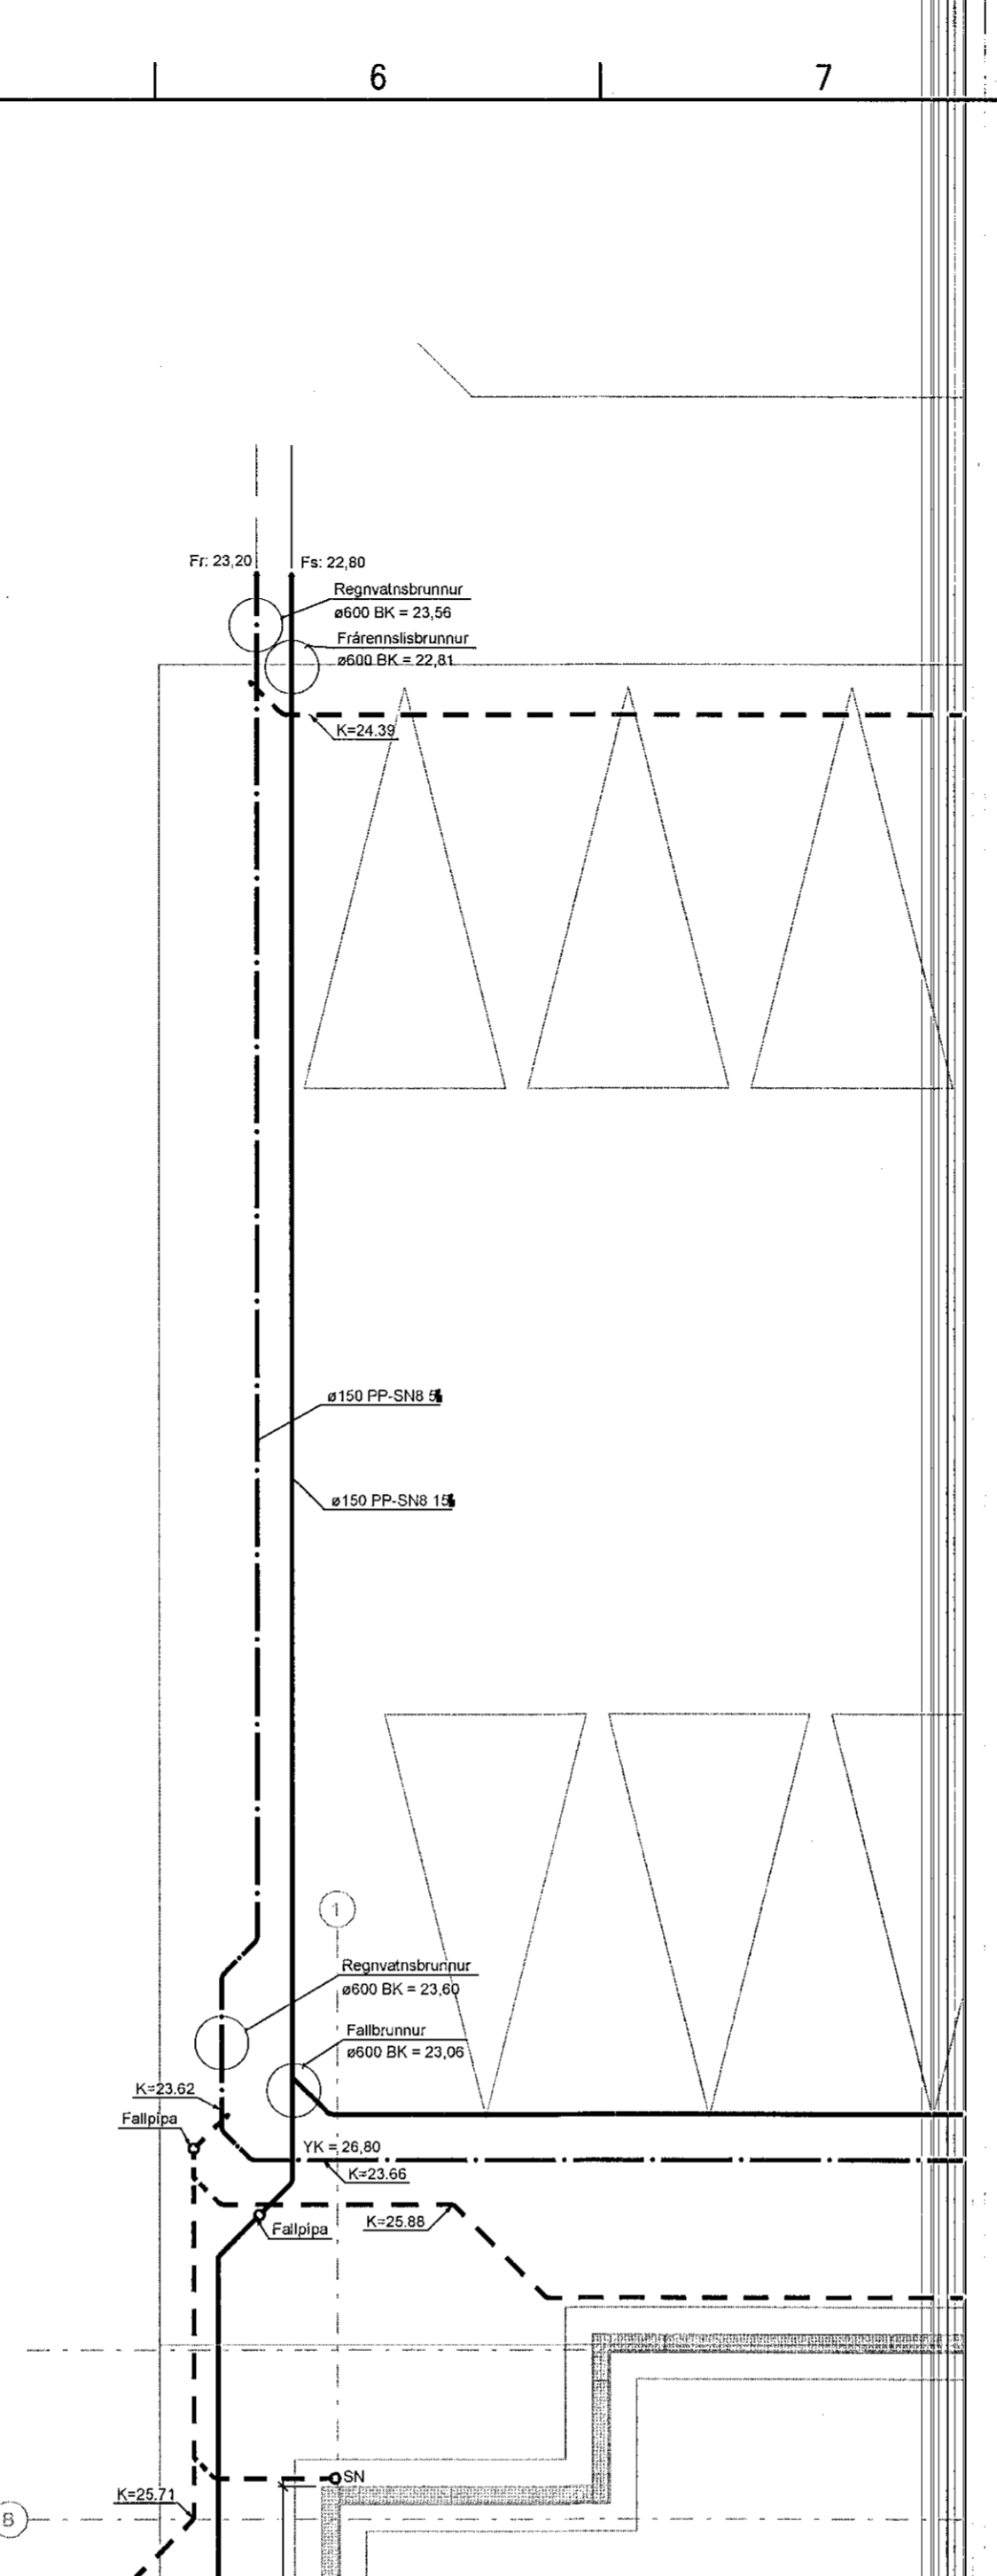 6
7
Fr: 23,20
Fs: 22,80
Regnvatnsbrunnur
ø600 BK = 23,56
Frárennslisbrunnur
ø600 BK = 22,81
K=24.39
ø150 PP-SN8
ø150 PP-SN8
1
Regnvatnsbrunnur
ø600 BK = 23,60
Fallbrunnur
ø600 BK = 23,06
K=23.62
Fallpípa
YK = 26,80
K=23.66
K=25.88
Fallpípa
SN
K=25.71
B